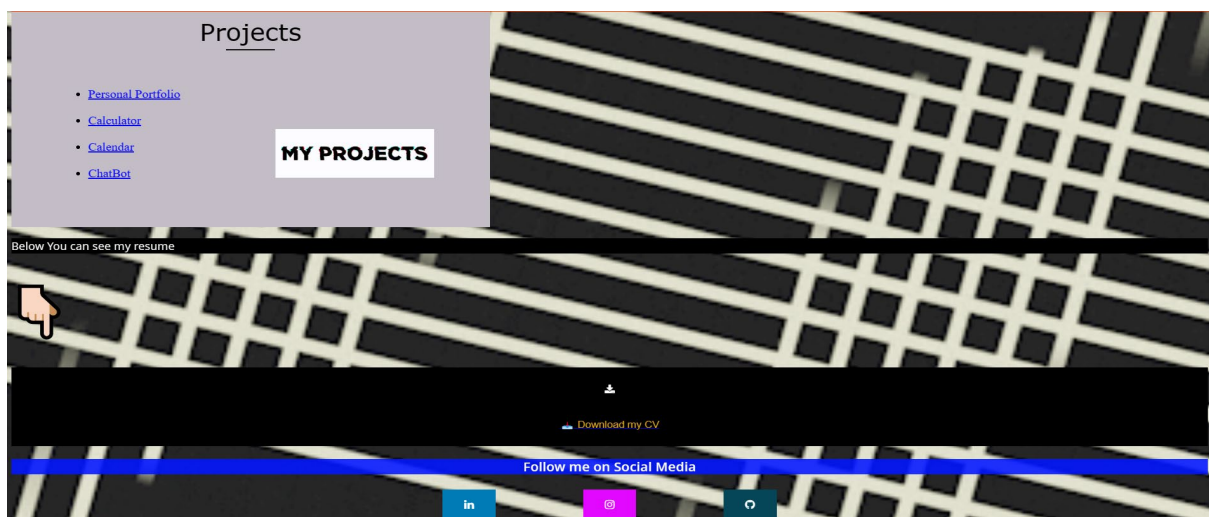 Projects
Personal Portfolio
Calculator
Calendar
ChatBot
MY PROJECTS
Below You can see my resume
Download my CV
Follow me on Social Media
in